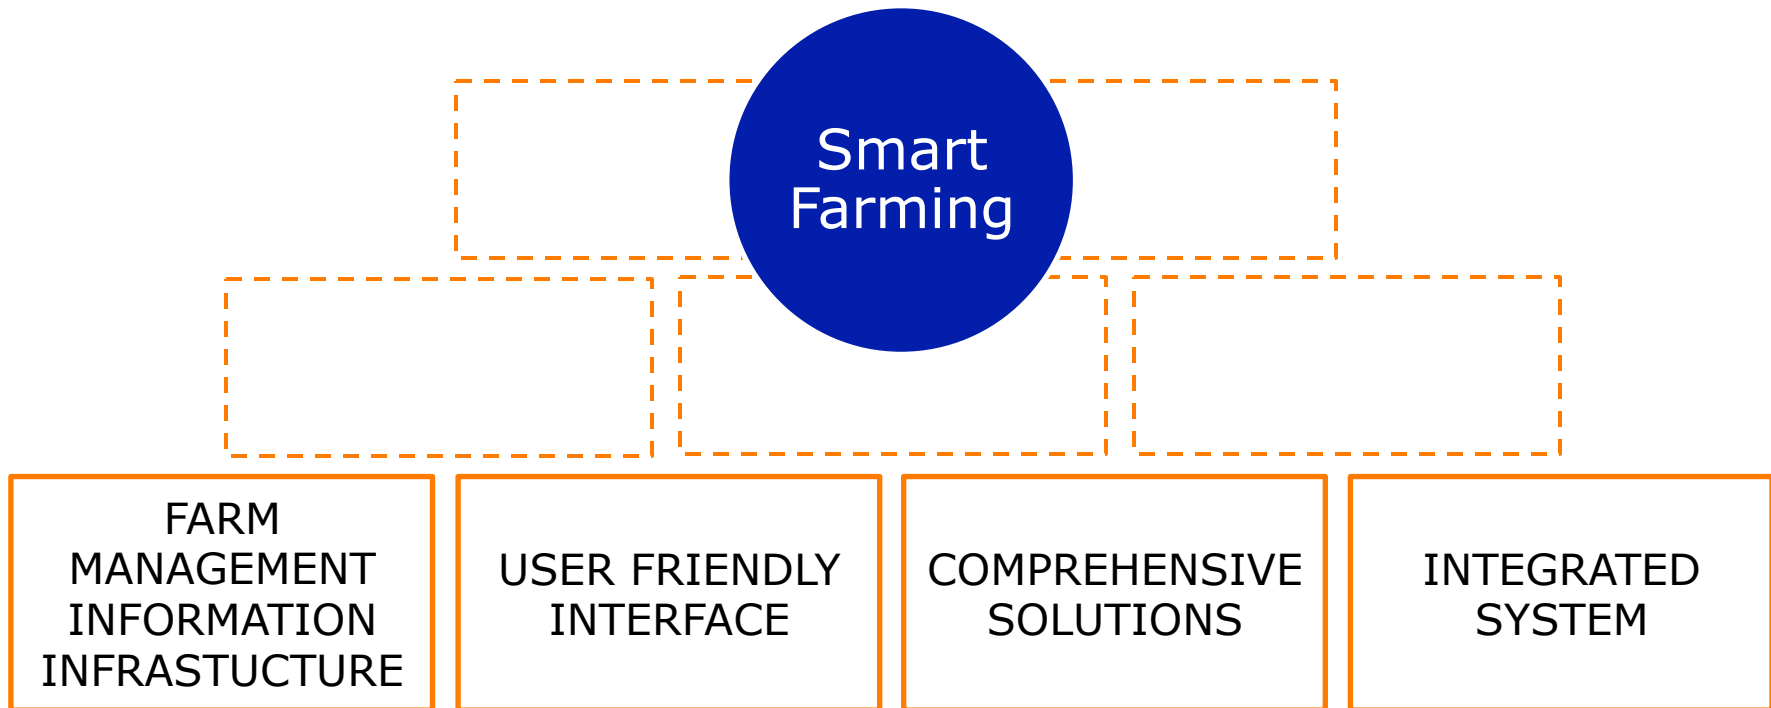 Smart
Farming
FARM
MANAGEMENT
INFORMATION
INFRASTUCTURE
USER FRIENDLY
INTERFACE
COMPREHENSIVE
SOLUTIONS
INTEGRATED
SYSTEM